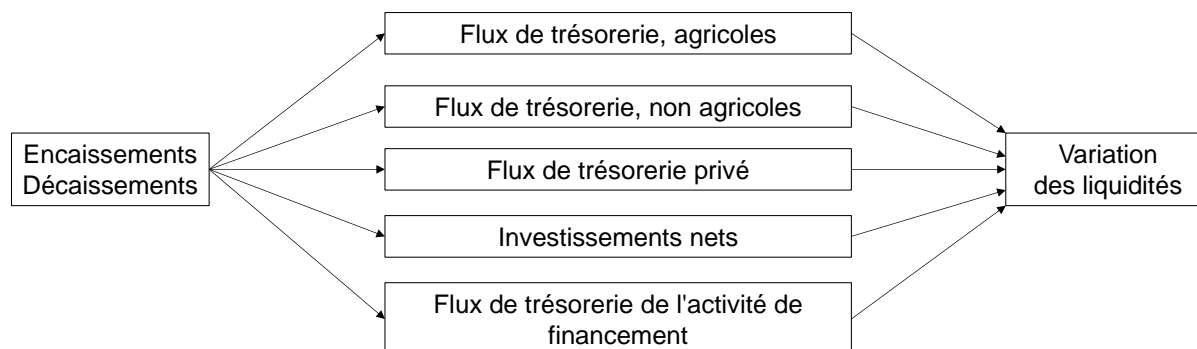 Flux de trésorerie, agricoles
Flux de trésorerie, non agricoles
Encaissements
Décaissements
Flux de trésorerie privé
Variation
des liquidités
Investissements nets
Flux de trésorerie de l'activité de
financement